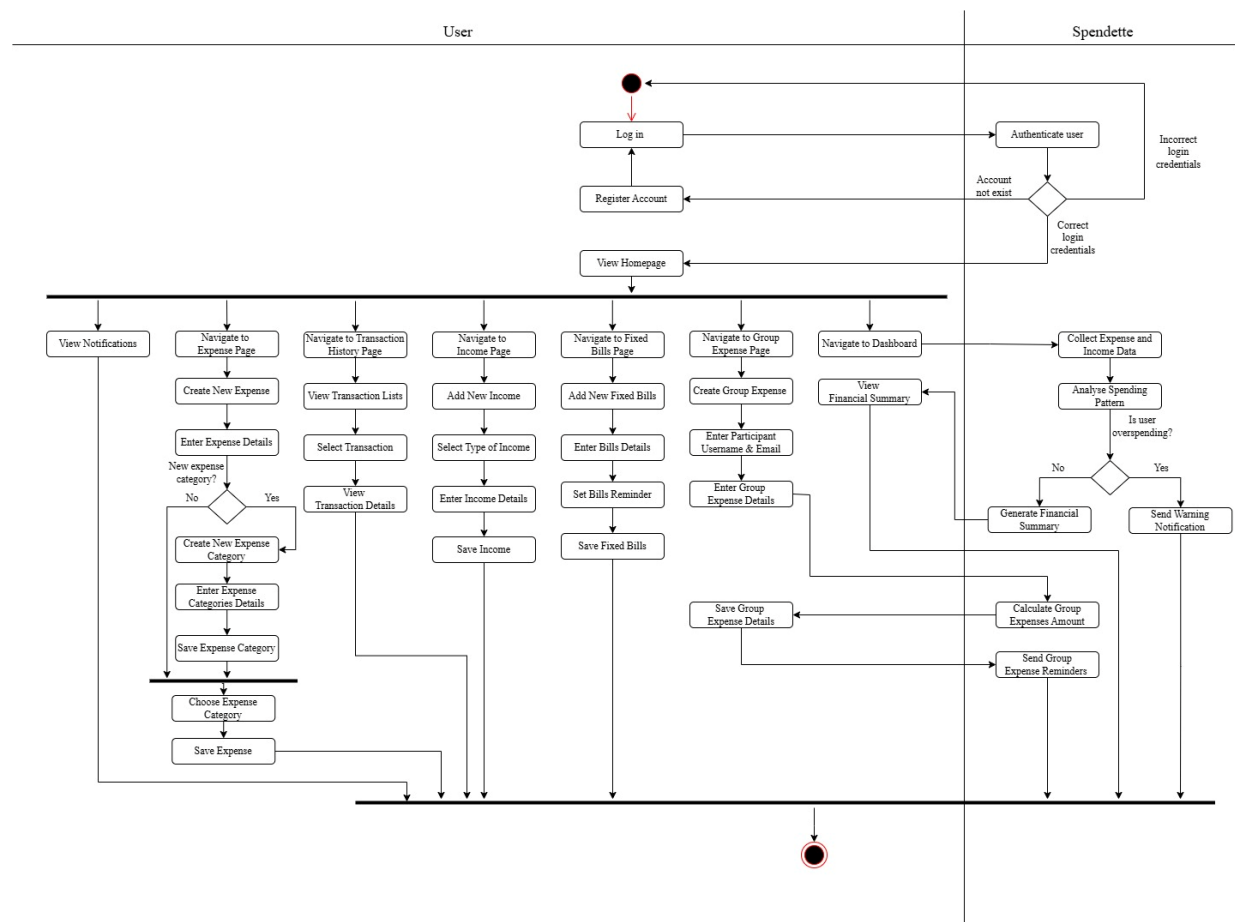 User
Spendette
Log in
Authenticate user
Incorrect
login
credentials
Account
not exist
Register Account
Correct
login
credentials
View Homepage
View Notifications
Navigate to
Expense Page
Navigate to Transaction
History Page
Navigate to
Income Page
Navigate to Fixed
Bills Page
Navigate to Group
Expense Page
Navigate to Dashboard
Collect Expense and
Income Data
Create New Expense
View Transaction Lists
Add New Income
Add New Fixed Bills
Create Group Expense
View
Financial Summary
Analyse Spending
Pattern
Is user
overspending?
Enter Expense Details
Select Transaction
Select Type of Income
Enter Bills Details
Enter Participant
Username & Email
New expense
category?
No
Yes
View
Transaction Details
Enter Income Details
Set Bills Reminder
Enter Group
Expense Details
No
Yes
Generate Financial
Summary
Send Warning
Notification
Create New Expense
Category
Save Income
Save Fixed Bills
Enter Expense
Categories Details
Save Group
Expense Details
Calculate Group
Expenses Amount
Save Expense Category
Send Group
Expense Reminders
Choose Expense
Category
Save Expense